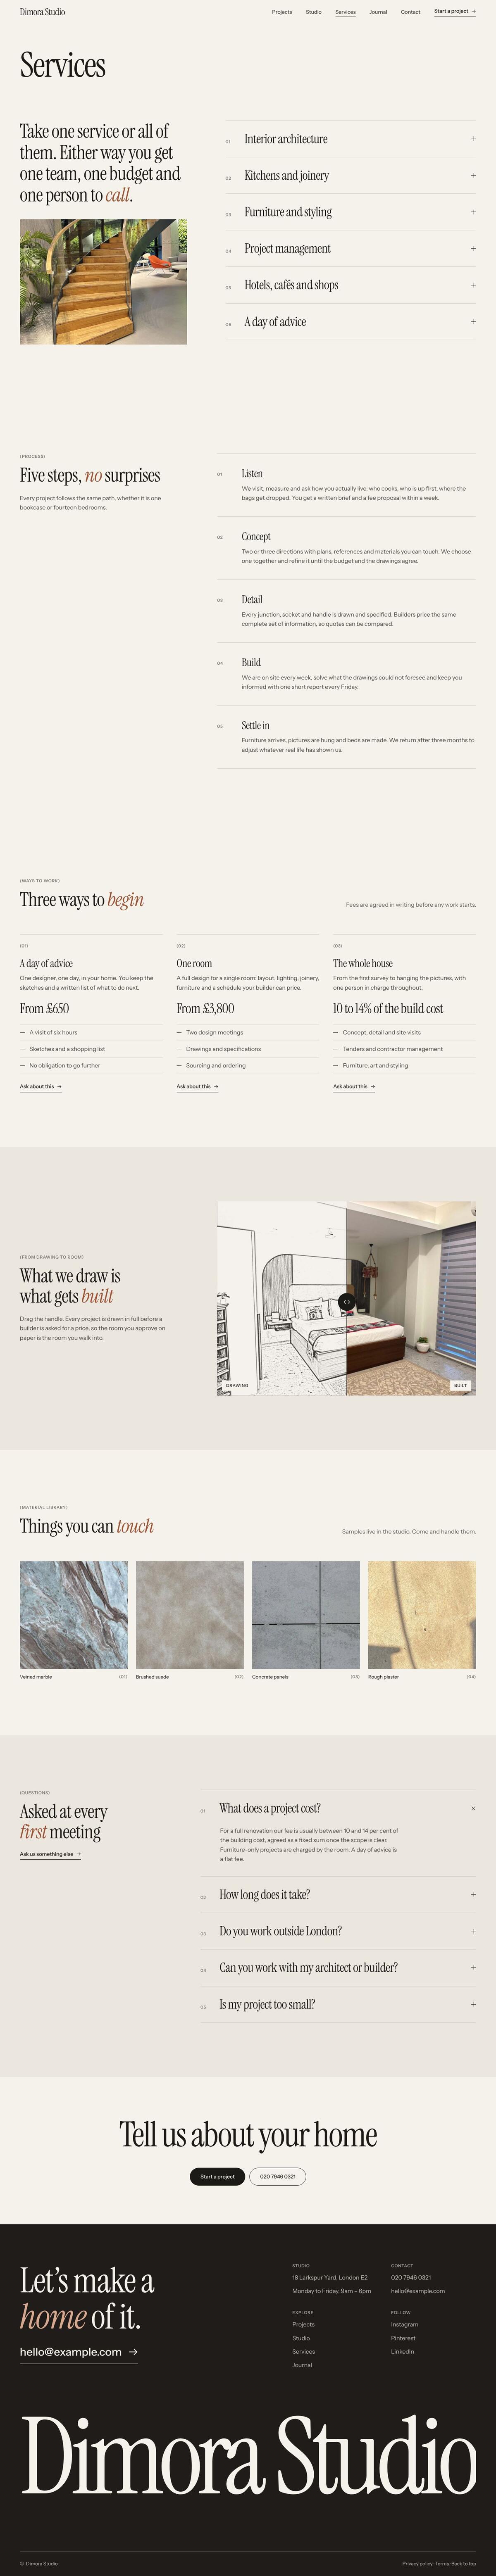 Dimora Studio
Projects Studio Services Journal Contact Start a project →
Services
Take one service or all of
them. Either way you get
one team, one budget and
one person to call.
01 Interior architecture +
02 Kitchens and joinery +
03 Furniture and styling +
04 Project management +
05 Hotels, cafés and shops +
06 A day of advice +
(PROCESS)
Five steps, no surprises
Every project follows the same path, whether it is one
bookcase or fourteen bedrooms.
01 Listen
We visit, measure and ask how you actually live: who cooks, who is up first, where the
bags get dropped. You get a written brief and a fee proposal within a week.
02 Concept
Two or three directions with plans, references and materials you can touch. We choose
one together and refine it until the budget and the drawings agree.
03 Detail
Every junction, socket and handle is drawn and specified. Builders price the same
complete set of information, so quotes can be compared.
04 Build
We are on site every week, solve what the drawings could not foresee and keep you
informed with one short report every Friday.
05 Settle in
Furniture arrives, pictures are hung and beds are made. We return after three months to
adjust whatever real life has shown us.
(WAYS TO WORK)
Three ways to begin
Fees are agreed in writing before any work starts.
(01)
A day of advice
One designer, one day, in your home. You keep the
sketches and a written list of what to do next.
From £650
— A visit of six hours
— Sketches and a shopping list
— No obligation to go further
Ask about this →
(02)
One room
A full design for a single room: layout, lighting, joinery,
furniture and a schedule your builder can price.
From £3,800
— Two design meetings
— Drawings and specifications
— Sourcing and ordering
Ask about this →
(03)
The whole house
From the first survey to hanging the pictures, with
one person in charge throughout.
10 to 14% of the build cost
— Concept, detail and site visits
— Tenders and contractor management
— Furniture, art and styling
Ask about this →
(FROM DRAWING TO ROOM)
What we draw is
what gets built
Drag the handle. Every project is drawn in full before a
builder is asked for a price, so the room you approve on
paper is the room you walk into.
DRAWING
BUILT
(MATERIAL LIBRARY)
Things you can touch
Samples live in the studio. Come and handle them.
Veined marble (01)
Brushed suede (02)
Concrete panels (03)
Rough plaster (04)
(QUESTIONS)
Asked at every
first meeting
Ask us something else →
01 What does a project cost? ×
For a full renovation our fee is usually between 10 and 14 per cent of
the building cost, agreed as a fixed sum once the scope is clear.
Furniture-only projects are charged by the room. A day of advice is
a flat fee.
02 How long does it take? +
03 Do you work outside London? +
04 Can you work with my architect or builder? +
05 Is my project too small? +
Tell us about your home
Start a project
020 7946 0321
Let’s make a
home of it.
hello@example.com →
STUDIO
18 Larkspur Yard, London E2
Monday to Friday, 9am – 6pm
CONTACT
020 7946 0321
hello@example.com
EXPLORE
Projects
Studio
Services
Journal
FOLLOW
Instagram
Pinterest
LinkedIn
Dimora Studio
© Dimora Studio
Privacy policy · Terms Back to top